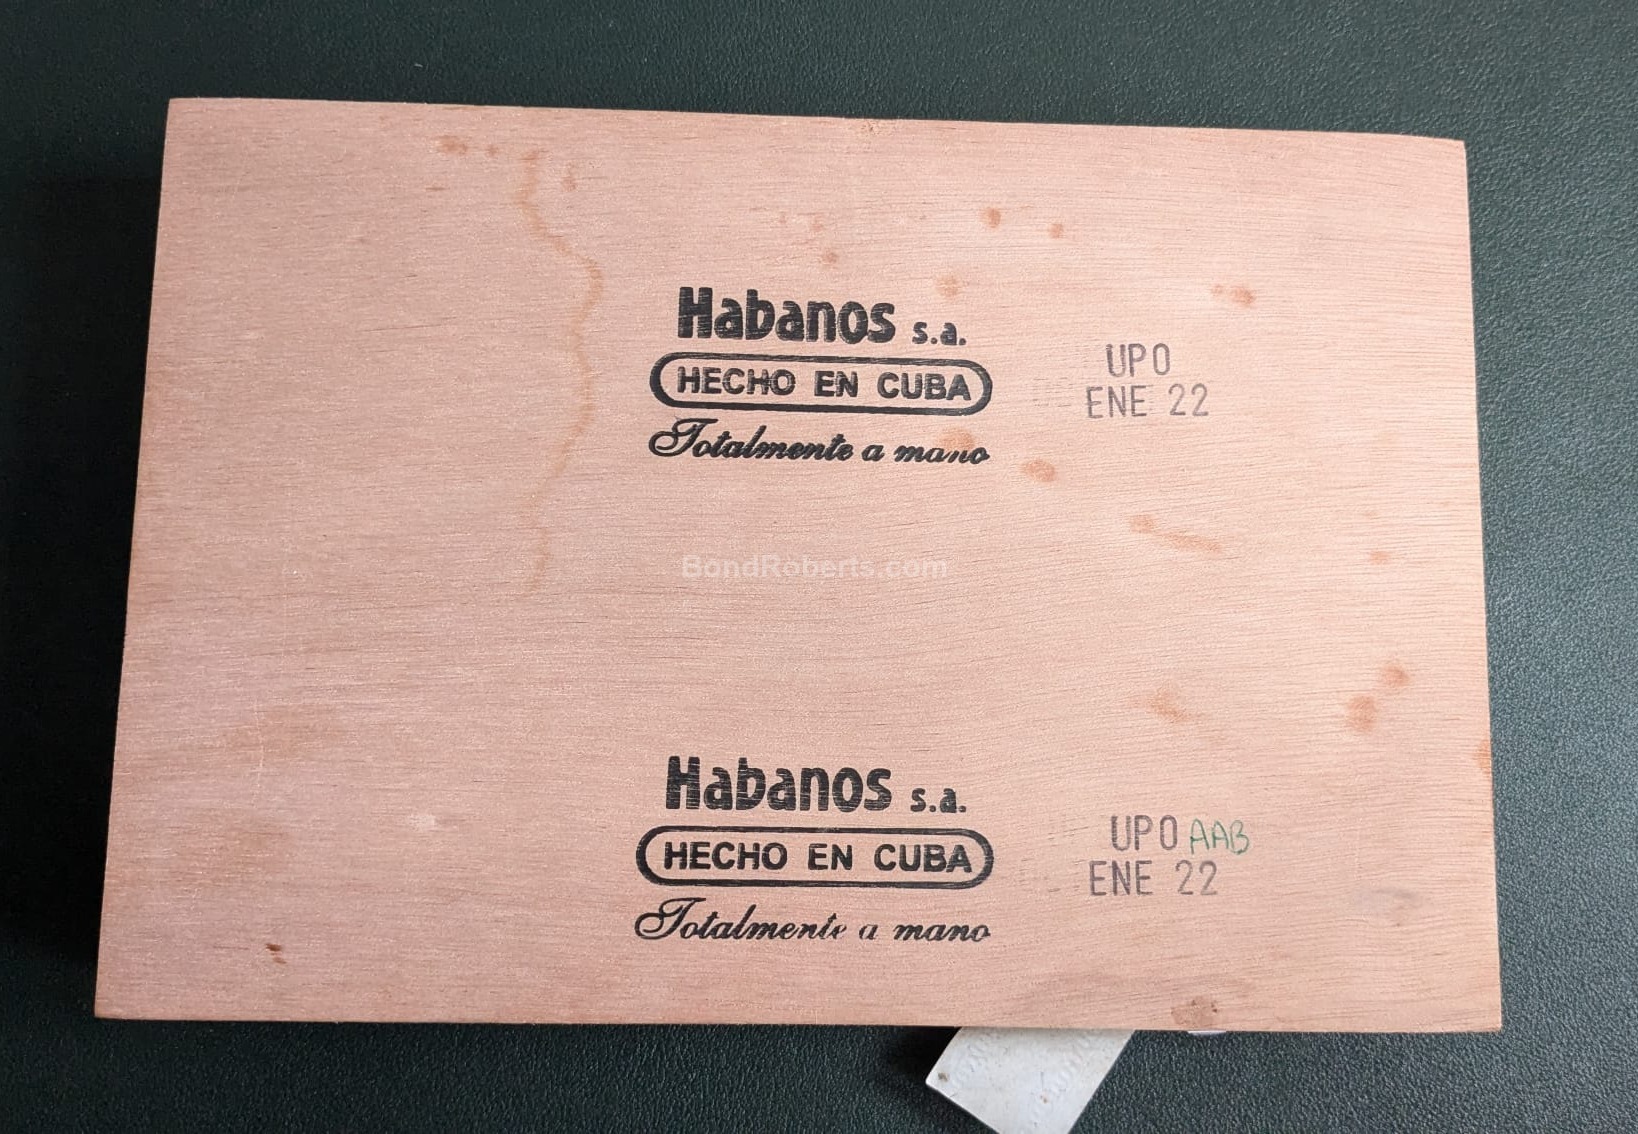 Habanos s.a.
HECHO EN CUBA
Totalmente a mano
UPO
ENE 22
BondRoberts.com
Habanos s.a.
HECHO EN CUBA
Totalmente a mano
UPO AAB
ENE 22